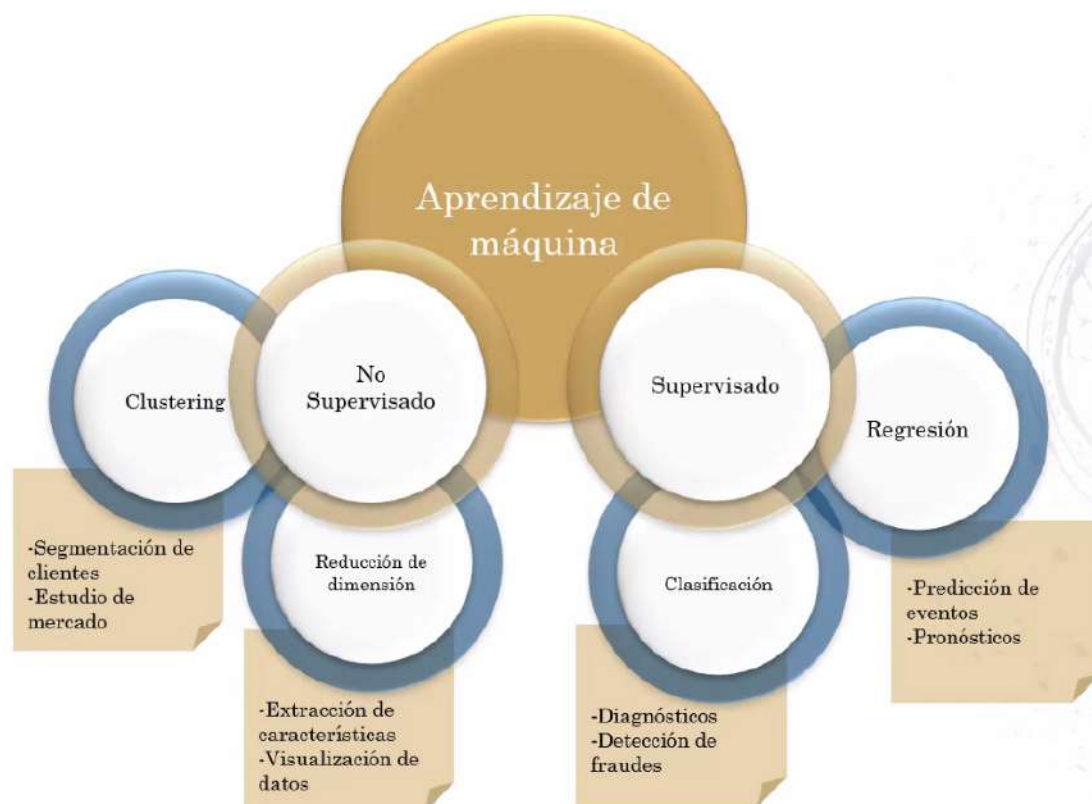 Aprendizaje de
máquina
No
Supervisado
Clustering
-Segmentación de
clientes
-Estudio de
mercado
Reducción de
dimensión
-Extracción de
características
-Visualización de
datos
Supervisado
Clasificación
-Diagnósticos
-Detección de
fraudes
Regresión
-Predicción de
eventos
-Pronósticos